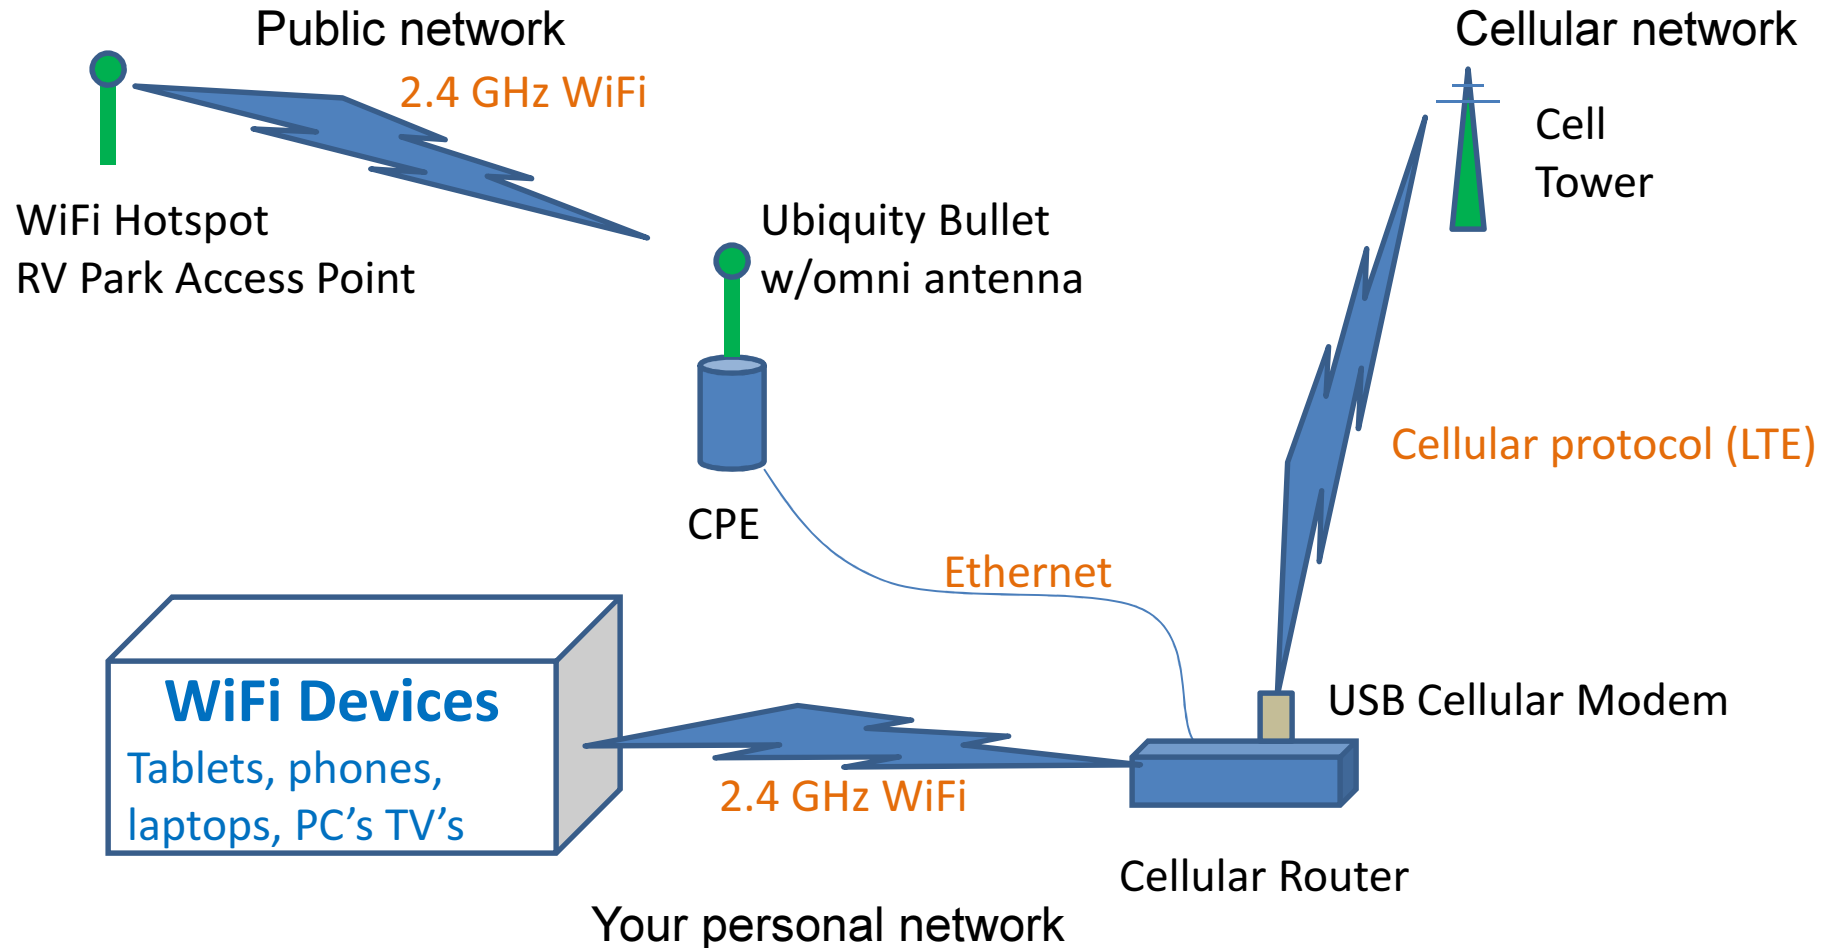 Public network
Cellular network
2.4 GHz WiFi
Cell
Tower
WiFi Hotspot
RV Park Access Point
Ubiquity Bullet
w/omni antenna
Cellular protocol (LTE)
CPE
Ethernet
WiFi Devices
Tablets, phones,
laptops, PC’s TV’s
USB Cellular Modem
2.4 GHz WiFi
Cellular Router
Your personal network